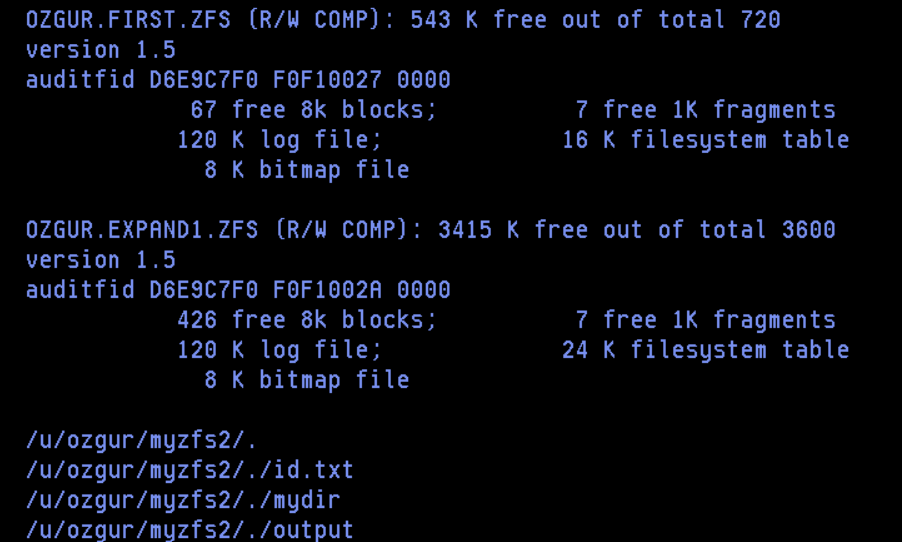 OZGUR.FIRST.ZFS (R/W COMP): 543 K free out of total 720
version 1.5
auditfid D6E9C7F0 F0F10027 0000
67 free 8k blocks; 7 free 1K fragments
120 K log file; 16 K filesystem table
8 K bitmap file
OZGUR.EXPAND1.ZFS (R/W COMP): 3415 K free out of total 3600
version 1.5
auditfid D6E9C7F0 F0F1002A 0000
426 free 8k blocks; 7 free 1K fragments
120 K log file; 24 K filesystem table
8 K bitmap file
/u/ozgur/myzfs2/.
/u/ozgur/myzfs2/./id.txt
/u/ozgur/myzfs2/./mydir
/u/ozgur/myzfs2/./output